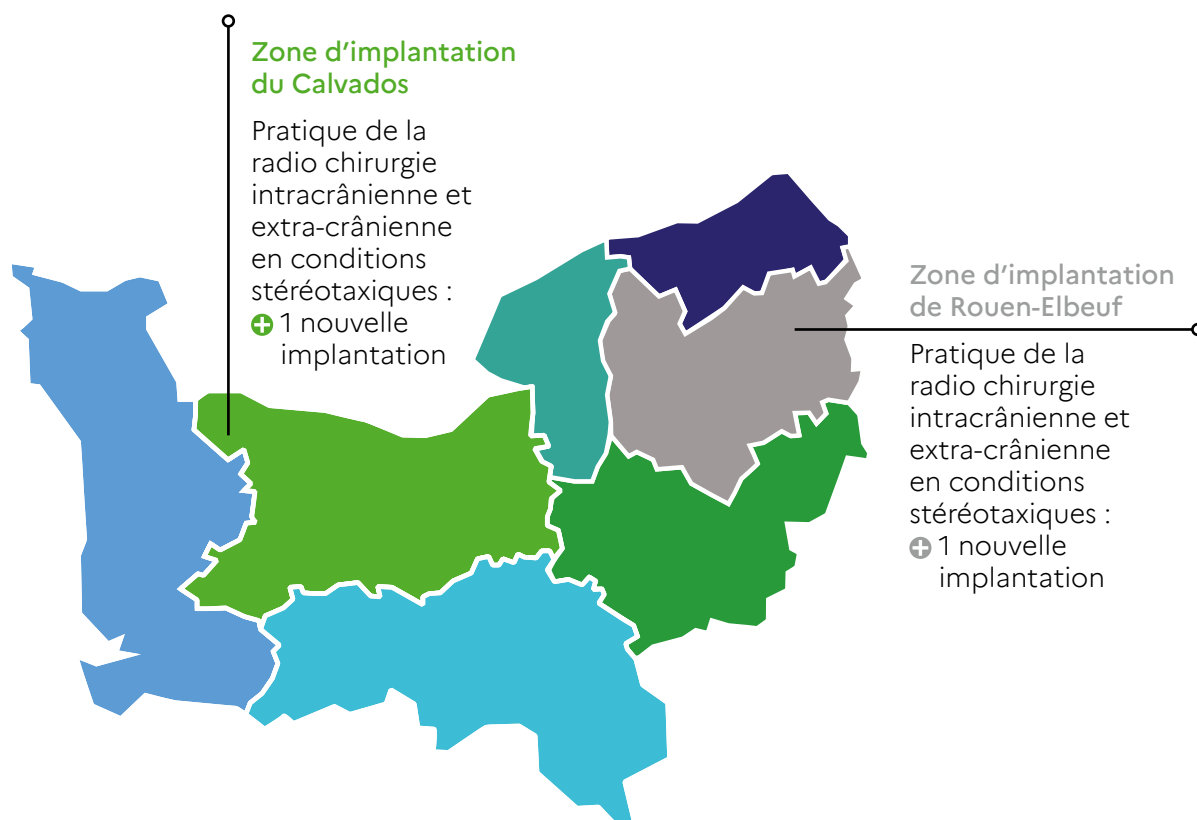 Zone d'implantation
du Calvados
Pratique de la
radio chirurgie
intracrânienne et
extra-crânienne
en conditions
stéréotaxiques :
+ 1 nouvelle
implantation
Zone d'implantation
de Rouen-Elbeuf
Pratique de la
radio chirurgie
intracrânienne et
extra-crânienne
en conditions
stéréotaxiques :
+ 1 nouvelle
implantation